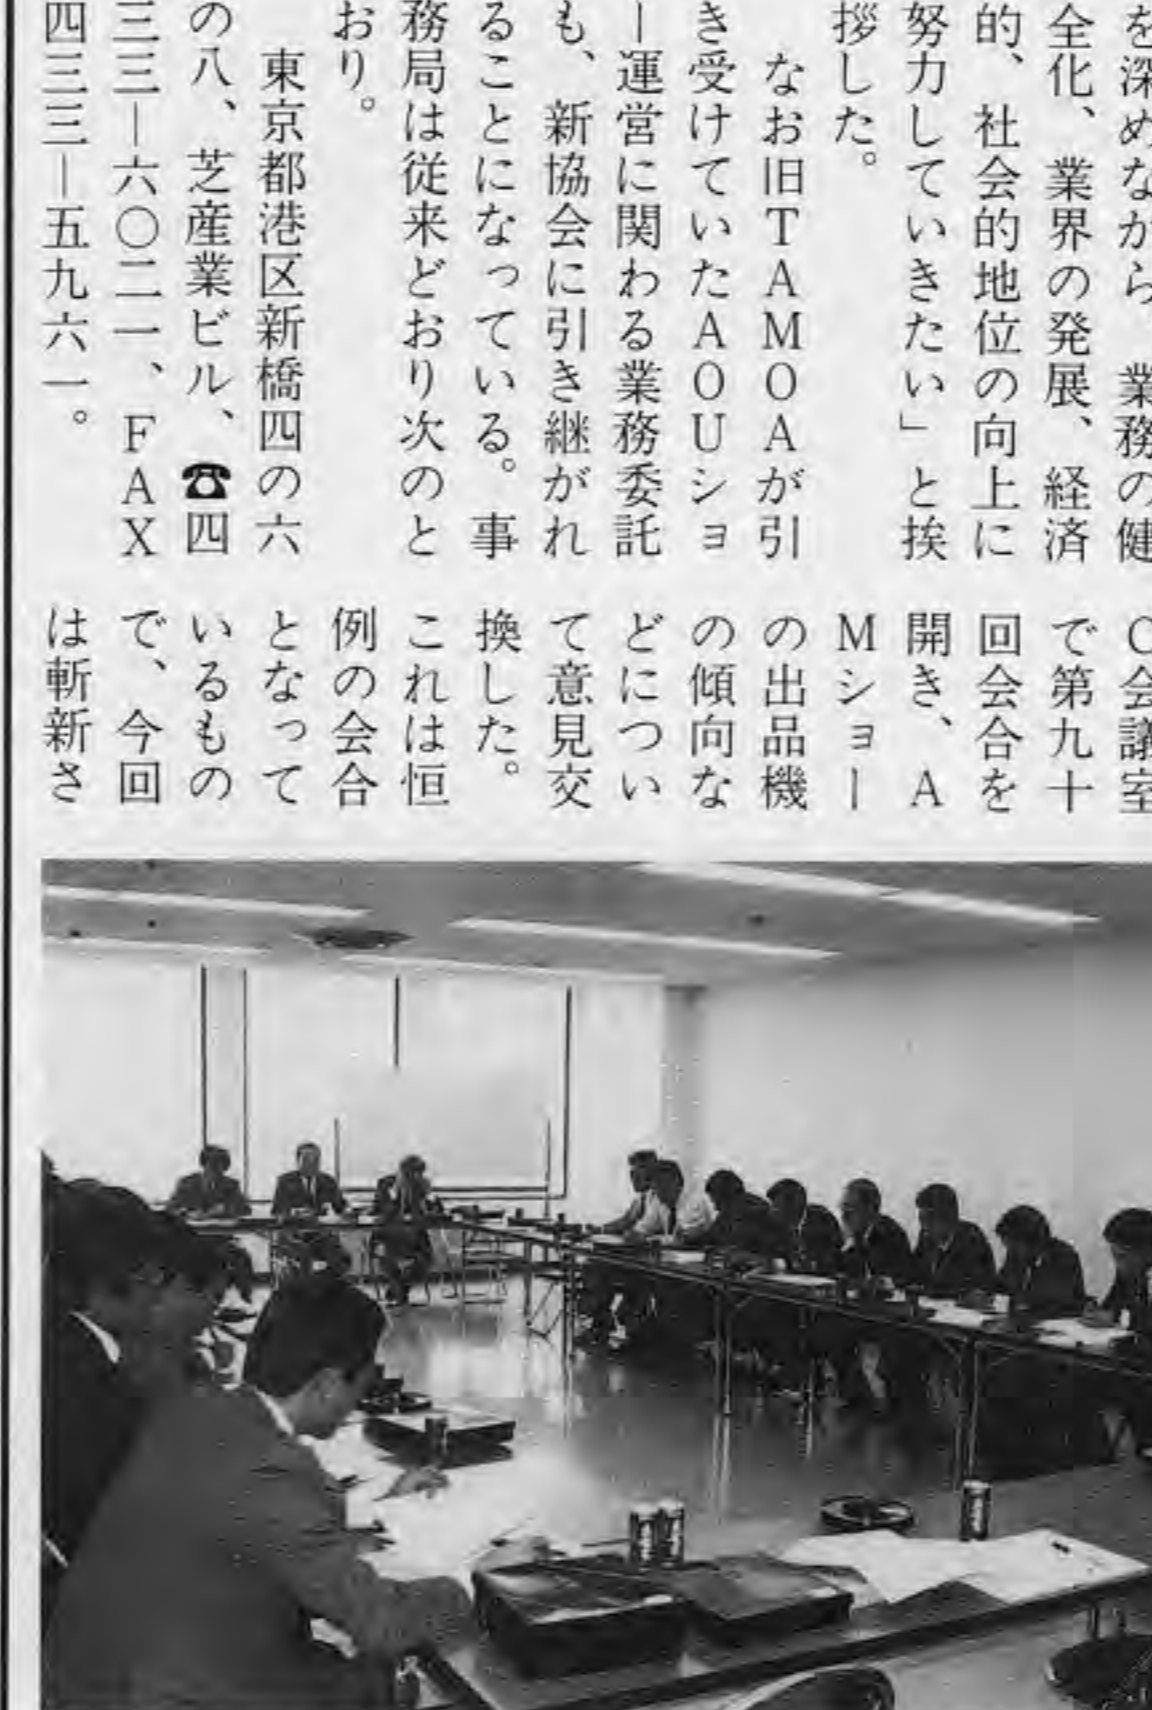 を深めながら、業務の健
全化、業界の発展、経済
的、社会的地位の向上に
努力していきたい」と挨
拶した。
なお旧TAMOAが引
き受けていたAOUショ
ー運営に関わる業務委託
も、新協会に引き継がれ
ることになっている。事
務局は従来どおり次のと
おり。
東京都港区新橋四の六
の八、芝産業ビル、☎四
三三ー六〇二一、FAX
四三三ー五九六一。
C会議室
で第九十
回会合を
開き、A
Mショー
の出品機
の傾向な
どについ
て意見交
換した。
これは恒
例の会合
となって
いるもの
で、今回
は斬新さ